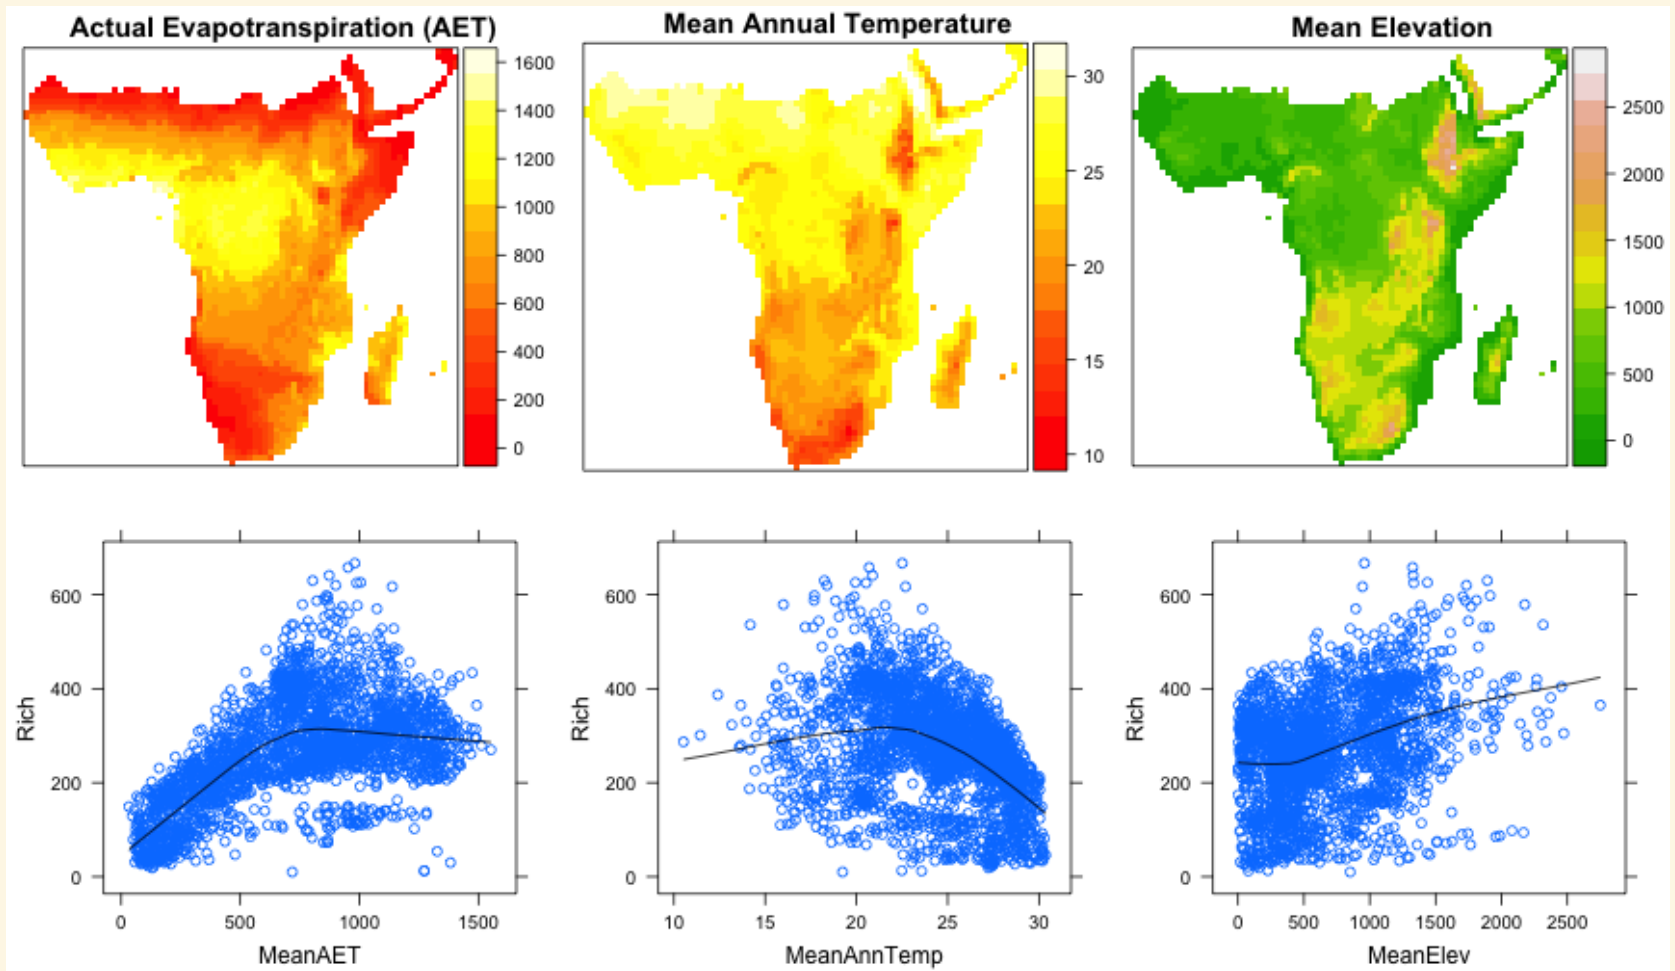 Actual Evapotranspiration (AET)
1600
1400
1200
1000
800
600
400
200
0
Mean Annual Temperature
30
25
20
15
10
Mean Elevation
2500
2000
1500
1000
500
0
Rich
600
400
200
0
0 500 1000 1500
MeanAET
Rich
600
400
200
0
10 15 20 25 30
MeanAnnTemp
Rich
600
400
200
0
0 500 1000 1500 2000 2500
MeanElev